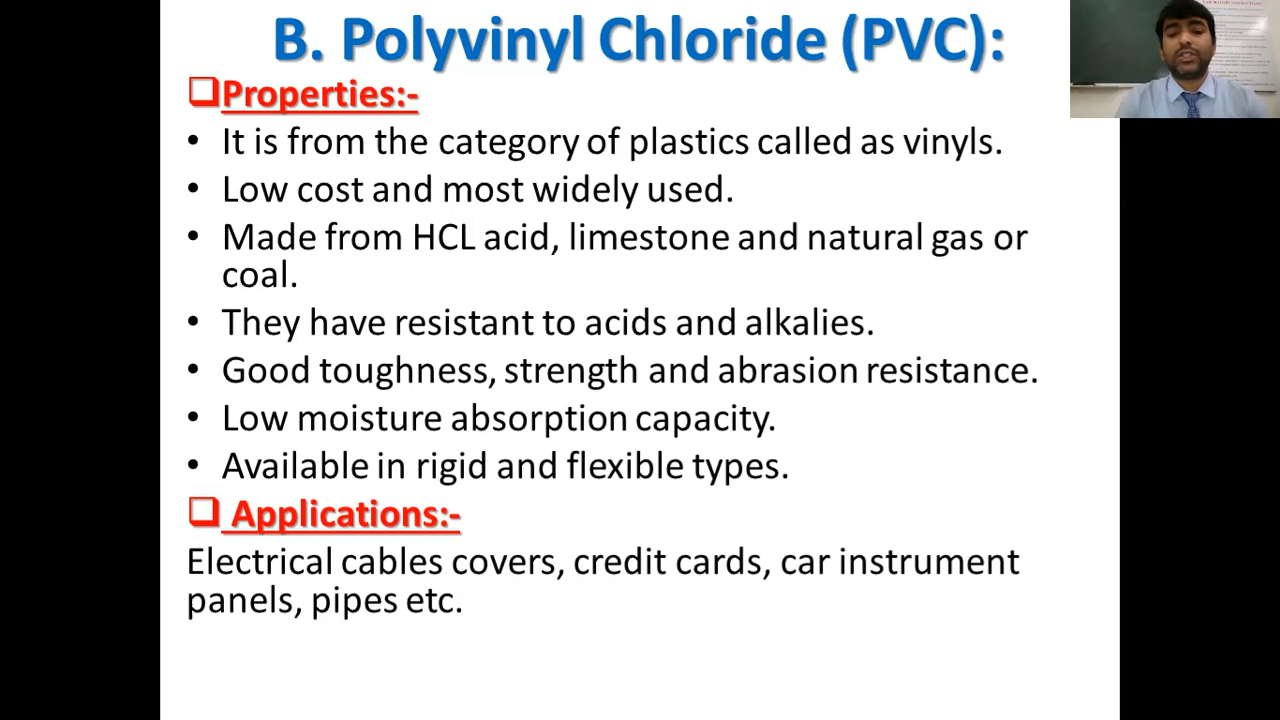 B. Polyvinyl Chloride (PVC):
Properties:-
• It is from the category of plastics called as vinyls.
• Low cost and most widely used.
• Made from HCL acid, limestone and natural gas or
coal.
• They have resistant to acids and alkalies.
• Good toughness, strength and abrasion resistance.
• Low moisture absorption capacity.
• Available in rigid and flexible types.
Applications:-
Electrical cables covers, credit cards, car instrument
panels, pipes etc.